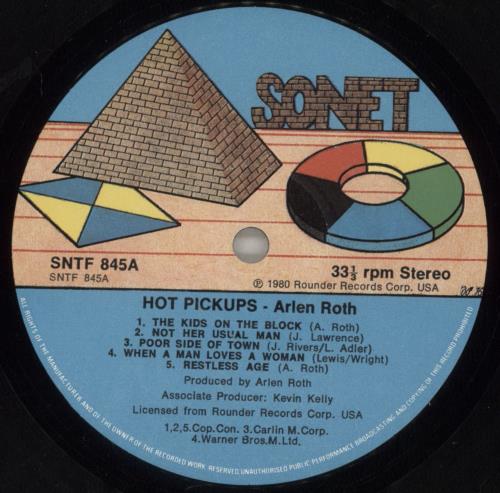 SONET
SNTF 845A
SNTF 845A
33⅓ rpm Stereo
℗ 1980 Rounder Records Corp. USA
HOT PICKUPS - Arlen Roth
1. THE KIDS ON THE BLOCK (A. Roth)
2. NOT HER USUAL MAN (J. Lawrence)
3. POOR SIDE OF TOWN (J. Rivers/L. Adler)
4. WHEN A MAN LOVES A WOMAN (Lewis/Wright)
5. RESTLESS AGE (A. Roth)
Produced by Arlen Roth
Associate Producer: Kevin Kelly
Licensed from Rounder Records Corp. USA
1,2,5.Cop.Con. 3.Carlin M.Corp.
4.Warner Bros.M.Ltd.
ALL RIGHTS OF THE MANUFACTURER AND OF THE OWNER OF THE RECORDED WORK RESERVED. UNAUTHORISED PUBLIC PERFORMANCE BROADCASTING AND COPYING OF THIS RECORD PROHIBITED